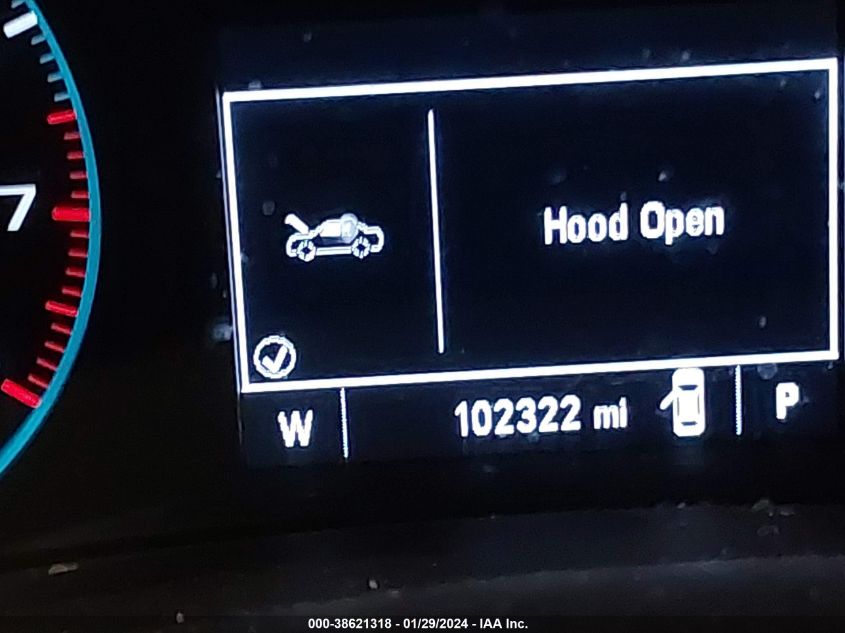 7
Hood Open
W 102322 mi P
000-38621318 - 01/29/2024 - IAA Inc.